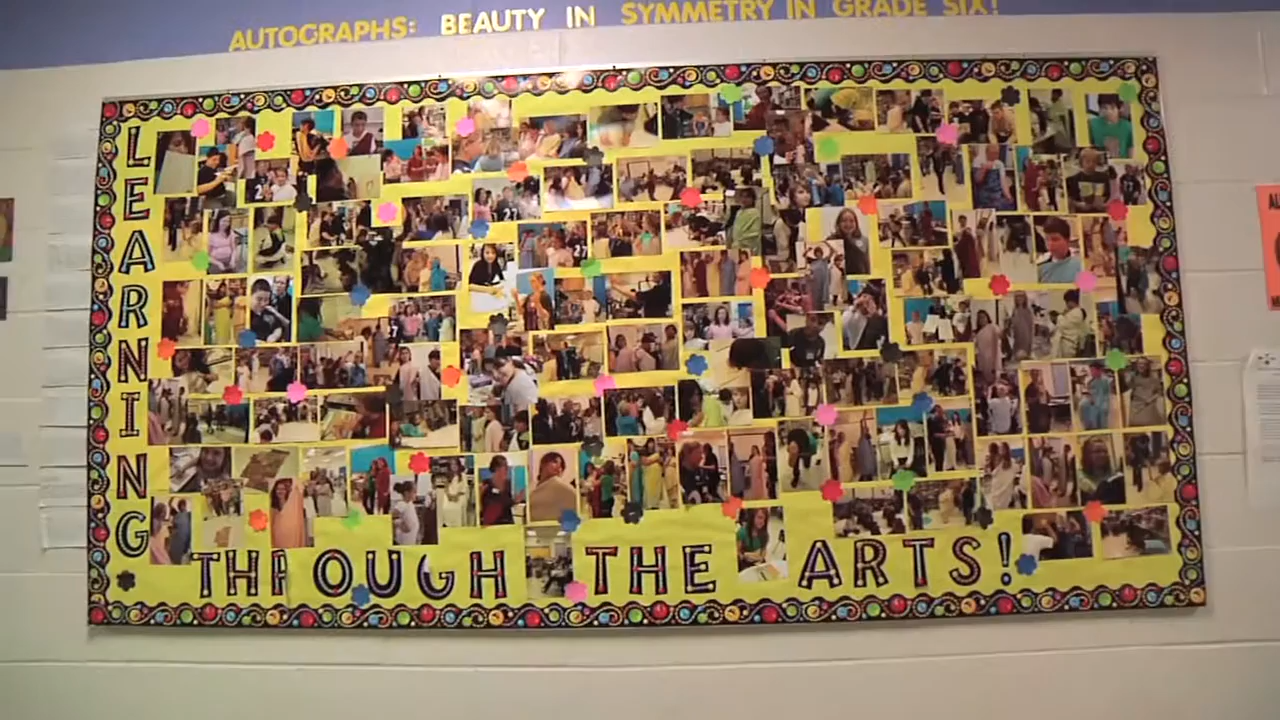 AUTOGRAPHS: BEAUTY IN SYMMETRY IN GRADE SIX!
LEARNING
THROUGH THE ARTS!